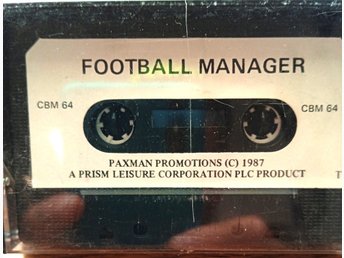 FOOTBALL MANAGER
CBM 64 CBM 64
PAXMAN PROMOTIONS (C) 1987
A PRISM LEISURE CORPORATION PLC PRODUCT T